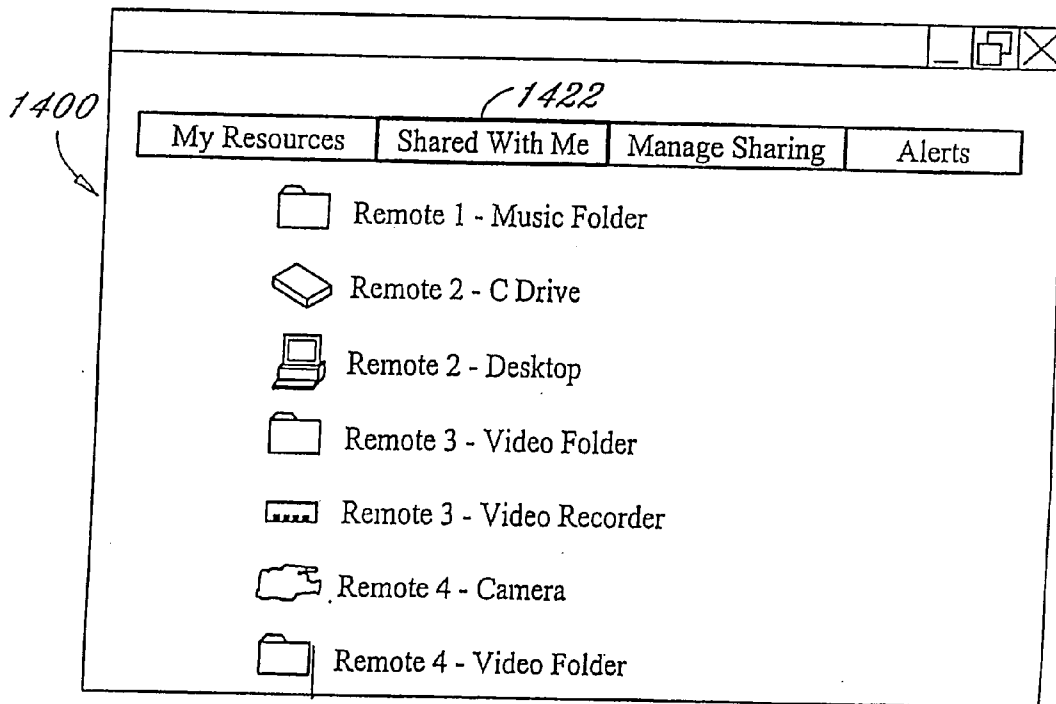 1400
1422
My Resources Shared With Me Manage Sharing Alerts
Remote 1 - Music Folder
Remote 2 - C Drive
Remote 2 - Desktop
Remote 3 - Video Folder
Remote 3 - Video Recorder
Remote 4 - Camera
Remote 4 - Video Folder